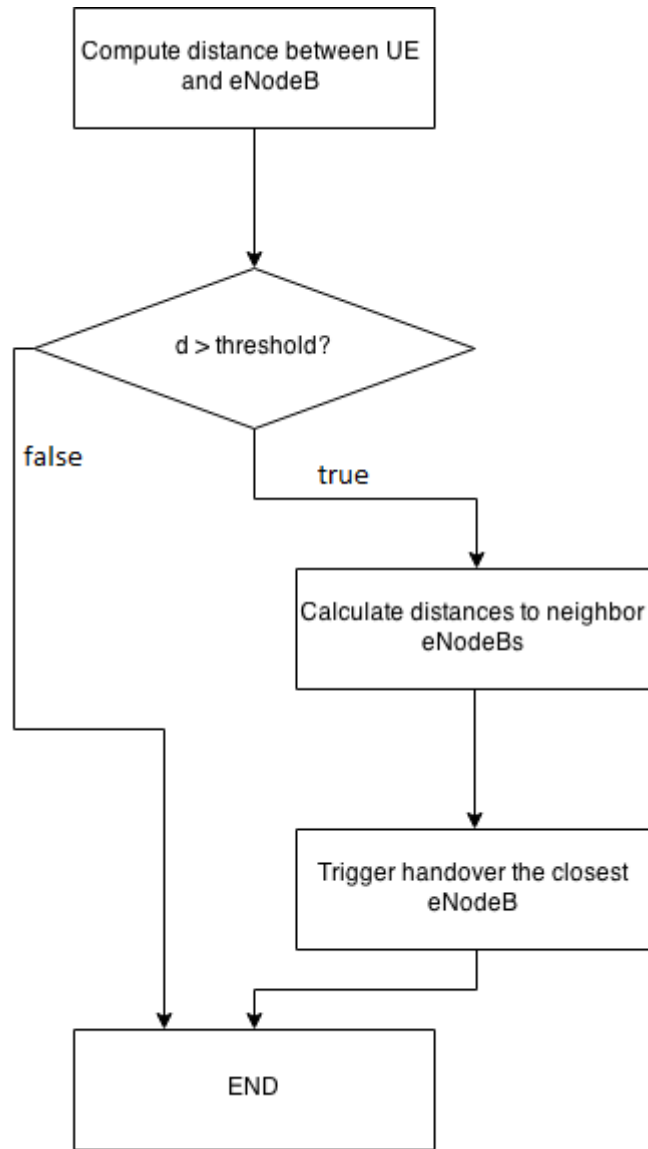 Compute distance between UE
and eNodeB
d > threshold?
false
true
Calculate distances to neighbor
eNodeBs
Trigger handover the closest
eNodeB
END